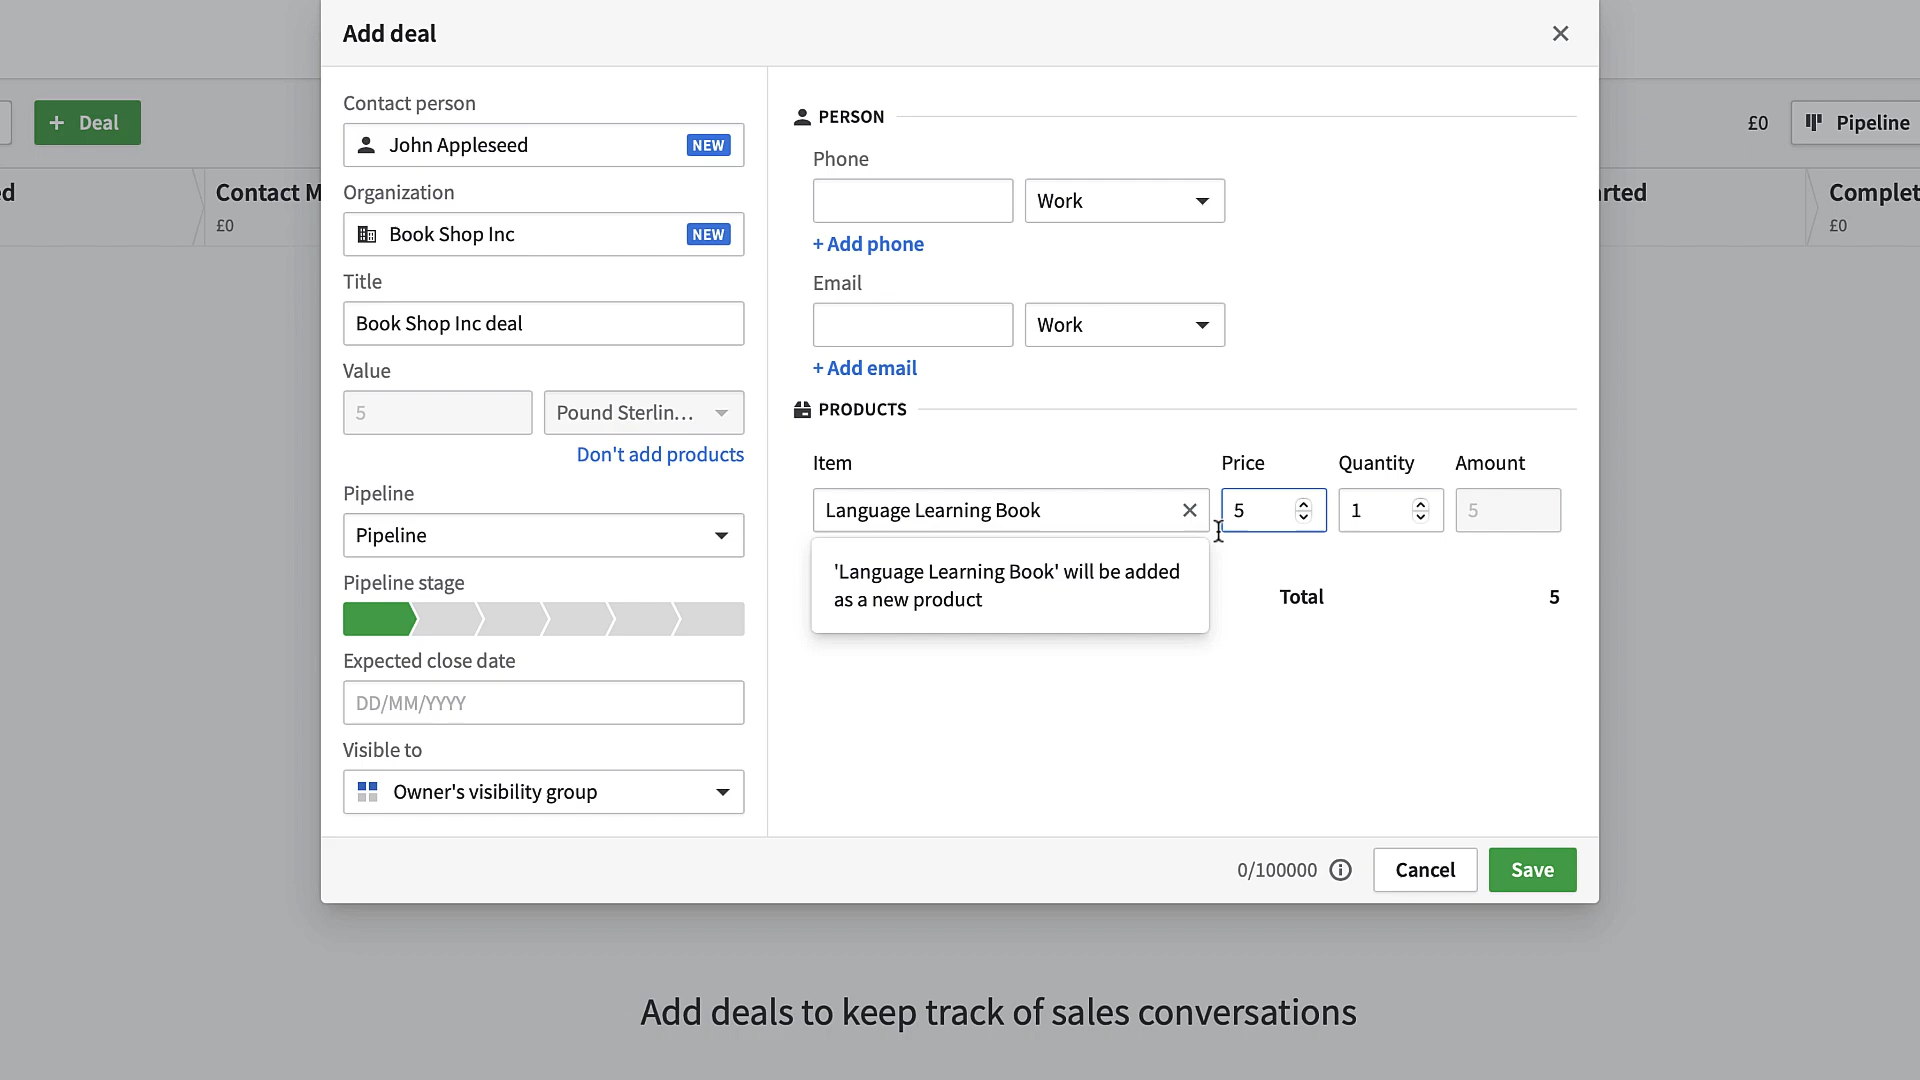 Add deal
Deal
£0
Pipeline
Contact M
£0
Complet
£0
Contact person
John Appleseed
NEW
Organization
Book Shop Inc
NEW
Title
Book Shop Inc deal
Value
5
Pound Sterlin...
Don't add products
Pipeline
Pipeline
Pipeline stage
Expected close date
DD/MM/YYYY
Visible to
Owner's visibility group
PERSON
Phone
Work
+ Add phone
Email
Work
+ Add email
PRODUCTS
Item Price Quantity Amount
Language Learning Book 5 1 5
'Language Learning Book' will be added
as a new product
Total 5
0/100000
Cancel
Save
Add deals to keep track of sales conversations